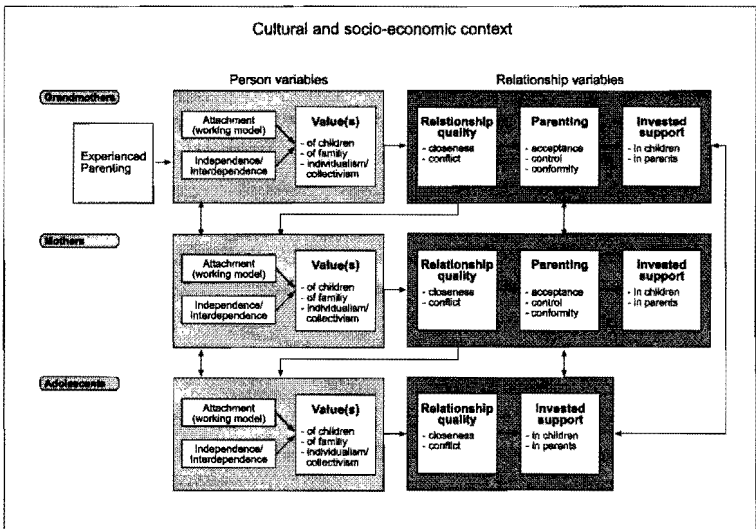 Cultural and socio-economic context
Person variables
Relationship variables
Grandmothers
Experienced
Parenting
Attachment
(working model)
Independence/
Interdependence
Value(s)
- of children
- of family
- individualism/
collectivism
Relationship
quality
- closeness
- conflict
Parenting
- acceptance
- control
- conformity
Invested
support
- in children
- in parents
Mothers
Attachment
(working model)
Independence/
Interdependence
Value(s)
- of children
- of family
- individualism/
collectivism
Relationship
quality
- closeness
- conflict
Parenting
- acceptance
- control
- conformity
Invested
support
- in children
- in parents
Adolescents
Attachment
(working model)
Independence/
Interdependence
Value(s)
- of children
- of family
- individualism/
collectivism
Relationship
quality
- closeness
- conflict
Invested
support
- in children
- in parents